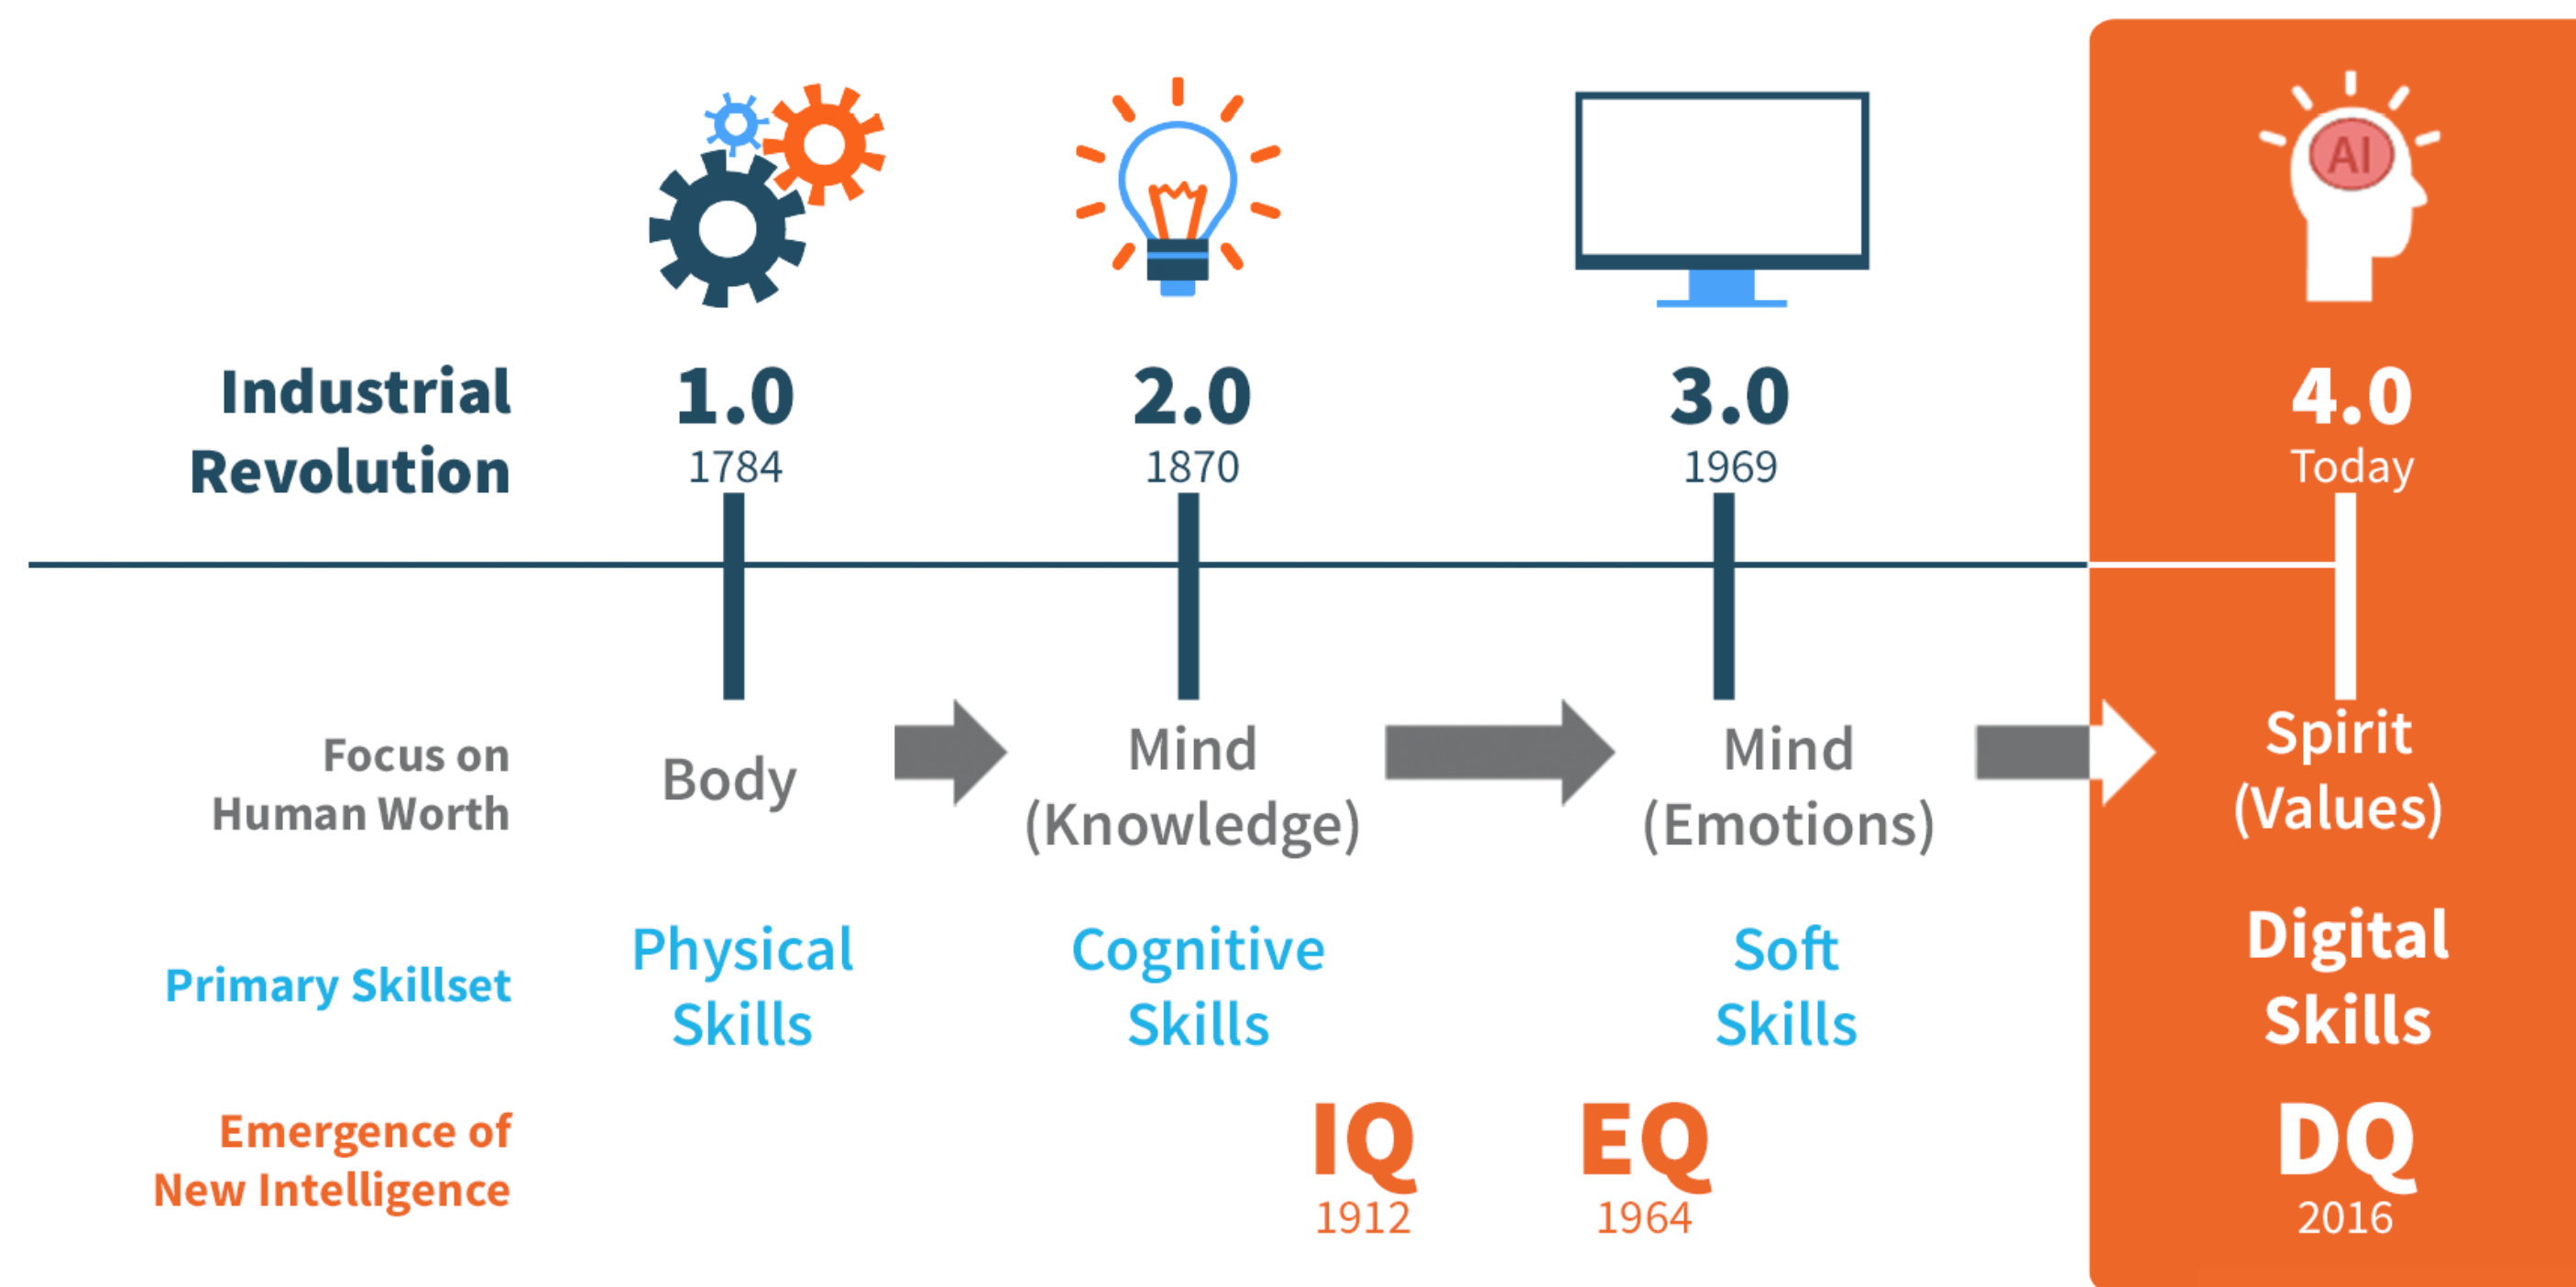 AI
Industrial
Revolution
1.0
1784
2.0
1870
3.0
1969
4.0
Today
Focus on
Human Worth
Body
Mind
(Knowledge)
Mind
(Emotions)
Spirit
(Values)
Primary Skillset
Physical
Skills
Cognitive
Skills
Soft
Skills
Digital
Skills
Emergence of
New Intelligence
IQ
1912
EQ
1964
DQ
2016